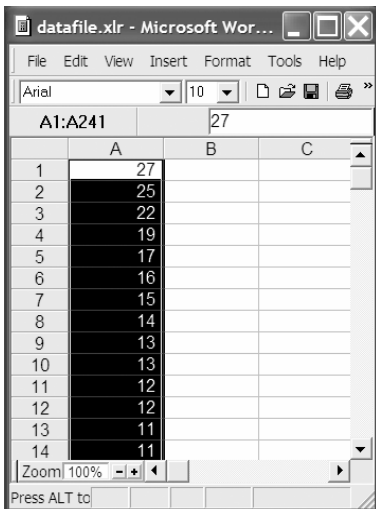 datafile.xlr - Microsoft Wor...
File Edit View Insert Format Tools Help
Arial 10 »
A1:A241 27
A B C
1 27
2 25
3 22
4 19
5 17
6 16
7 15
8 14
9 13
10 13
11 12
12 12
13 11
14 11
Zoom 100% - +
Press ALT to